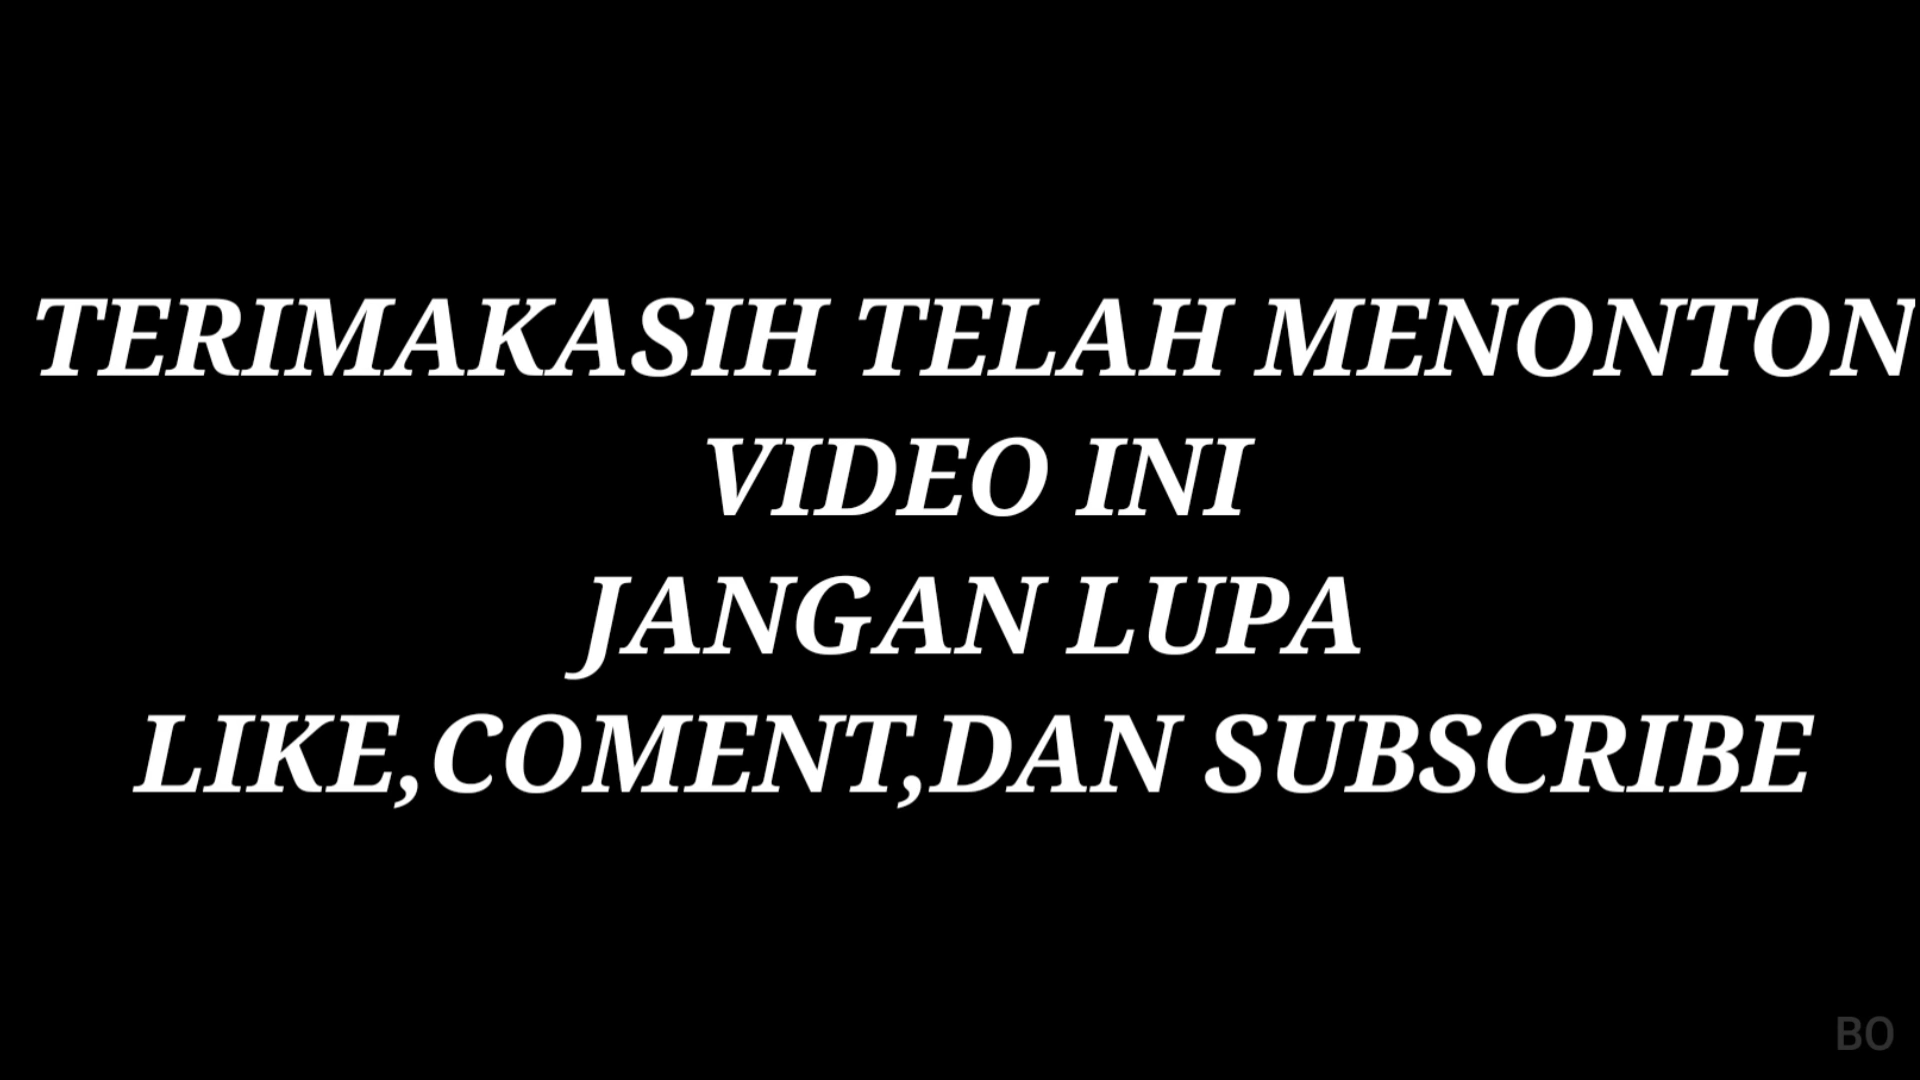 TERIMAKASIH TELAH MENONTON
VIDEO INI
JANGAN LUPA
LIKE,COMENT,DAN SUBSCRIBE
BO